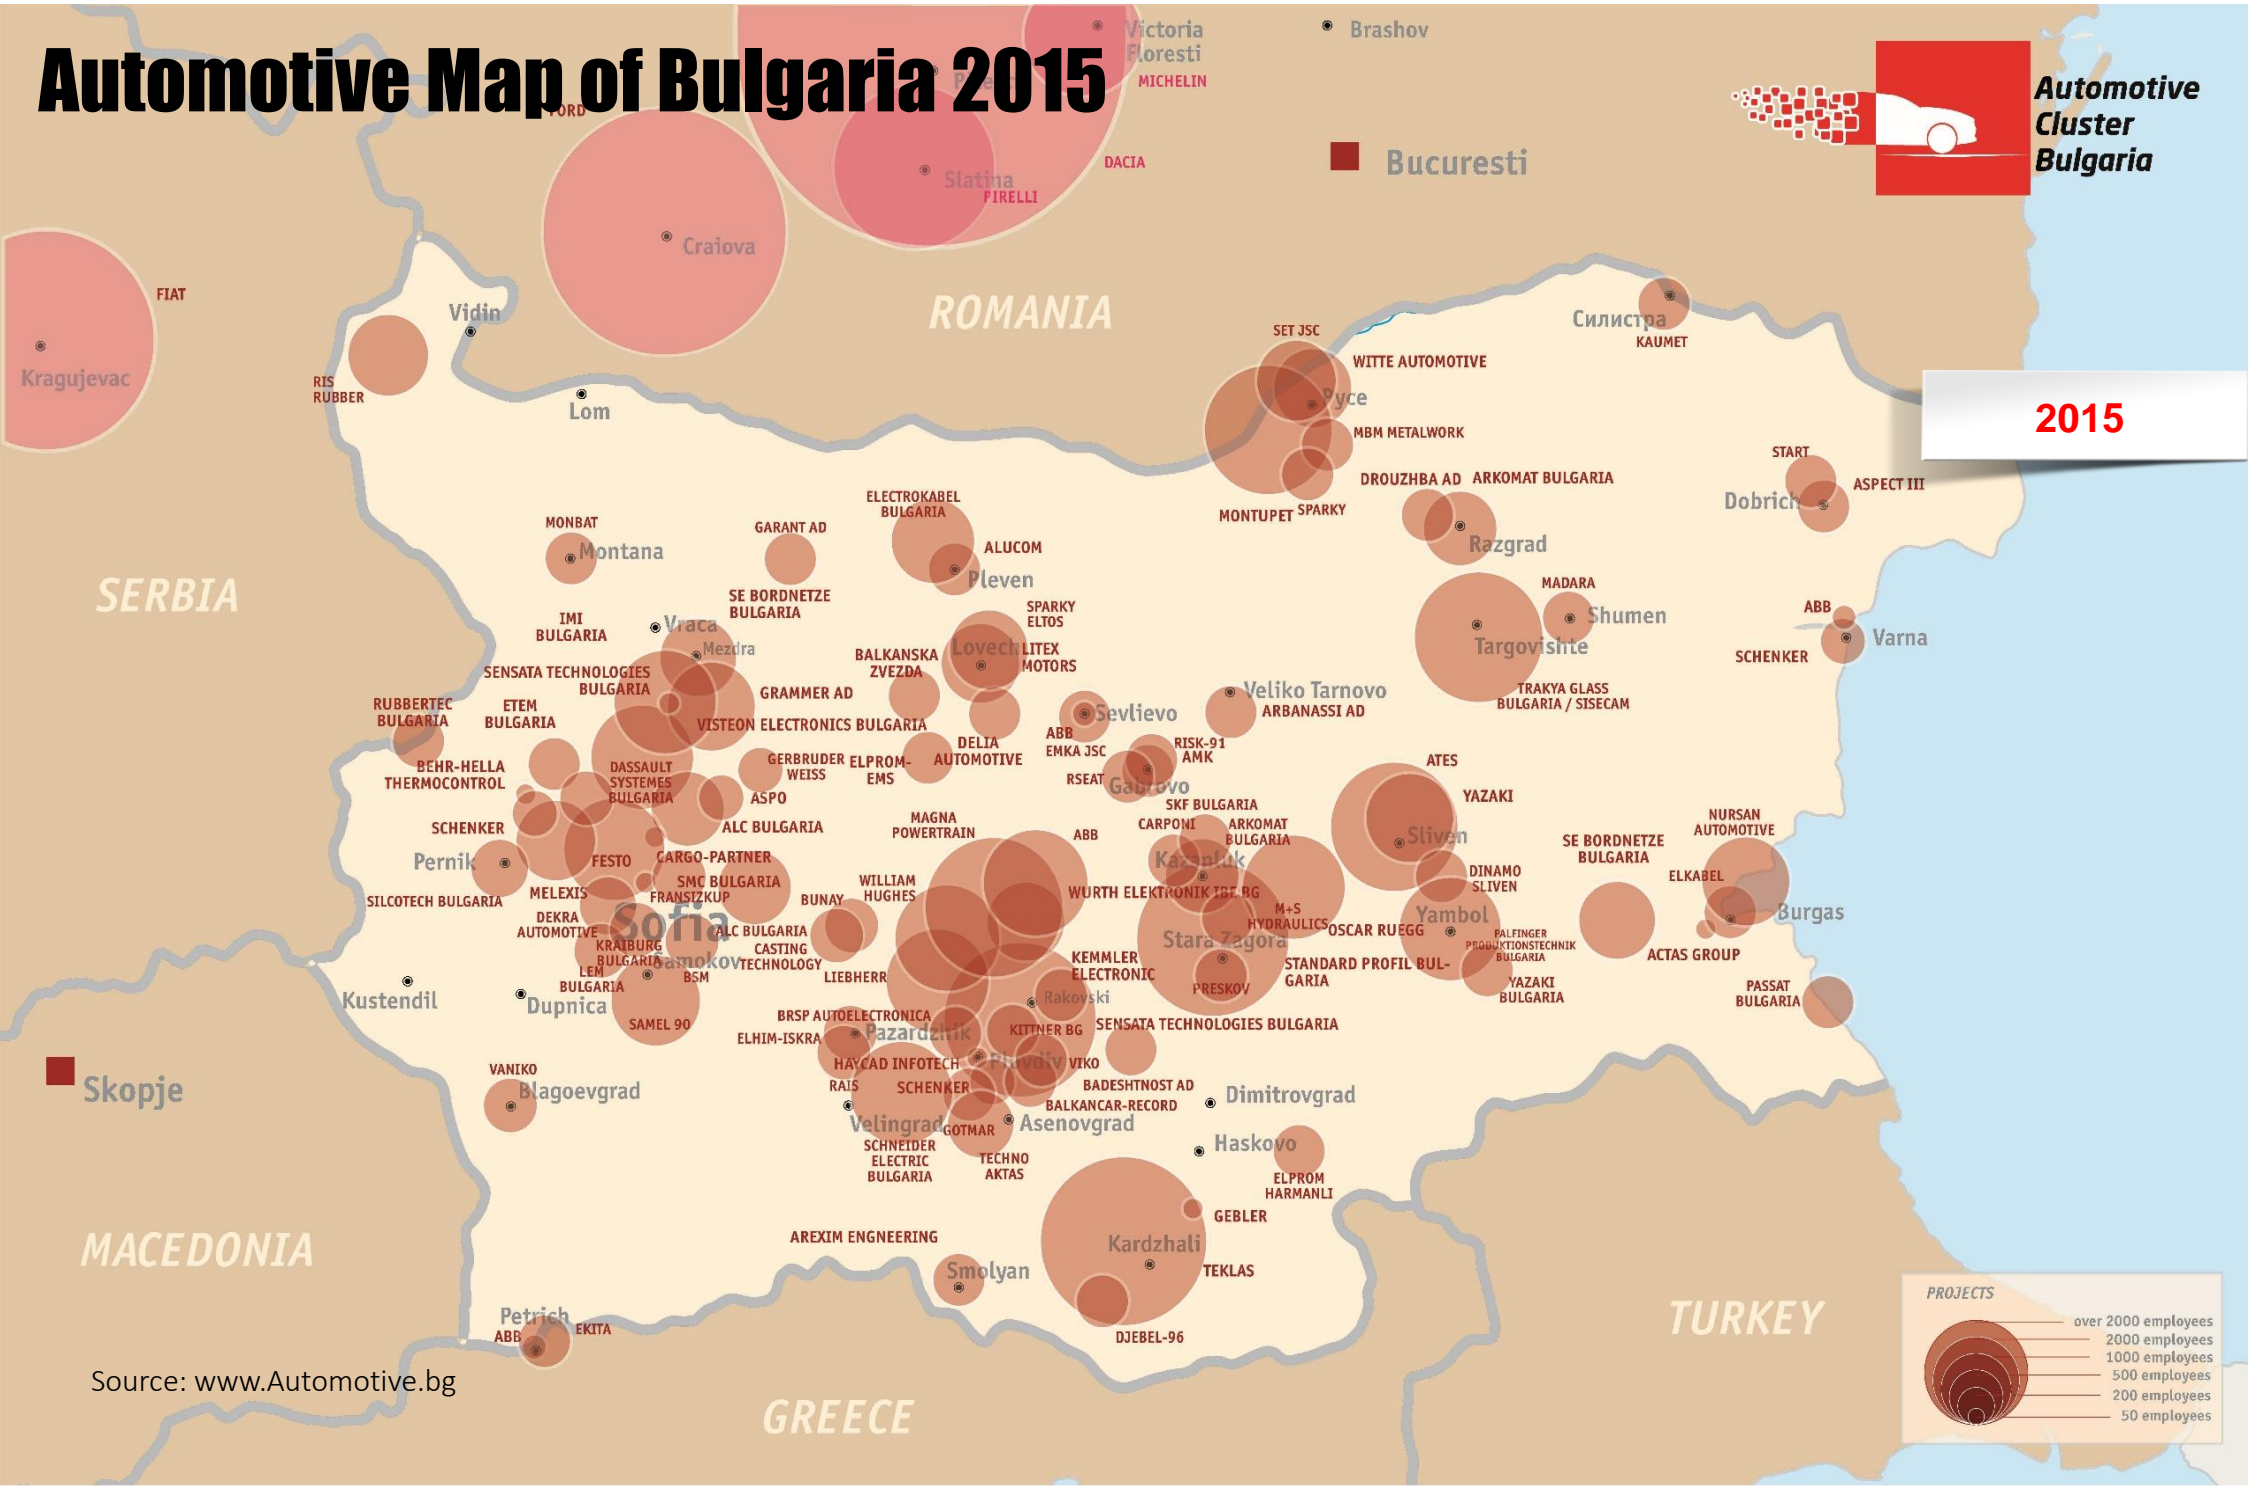 Automotive Map of Bulgaria 2015
Victoria
Floresti
MICHELIN
Brashov
Automotive
Cluster
Bulgaria
FORD
DACIA
Bucuresti
Slatina
PIRELLI
Craiova
FIAT
Kragujevac
ROMANIA
Vidin
RIS
RUBBER
Lom
Силистра
KAUMET
SET JSC
WITTE AUTOMOTIVE
Русе
MBM METALWORK
2015
START
ASPECT III
Dobrich
DROUZHBA AD
ARKOMAT BULGARIA
MONTUPET
SPARKY
Razgrad
ELECTROKABEL
BULGARIA
MONBAT
Montana
GARANT AD
ALUCOM
Pleven
SERBIA
SE BORDNETZE
BULGARIA
IMI
BULGARIA
Vraca
Mezdra
SPARKY
ELTOS
Lovech
LITEX
MOTORS
MADARA
Shumen
Targovishte
TRAKYA GLASS
BULGARIA / SISECAM
ABB
Varna
SCHENKER
SENSATA TECHNOLOGIES
BULGARIA
GRAMMER AD
BALKANSKA
ZVEZDA
RUBBERTEC
BULGARIA
ETEM
BULGARIA
VISTEON ELECTRONICS BULGARIA
Sevlievo
Veliko Tarnovo
ARBANASSI AD
ABB
EMKA JSC
DELIA
AUTOMOTIVE
RISK-91
AMK
BEHR-HELLA
THERMOCONTROL
DASSAULT
SYSTEMES
BULGARIA
GERBRUDER
WEISS
ELPROM-
EMS
RSEAT
Gabrovo
ASPO
ATES
YAZAKI
SKF BULGARIA
CARPONI
ARKOMAT
BULGARIA
Kazanluk
Sliven
SCHENKER
ALC BULGARIA
MAGNA
POWERTRAIN
ABB
NURSAN
AUTOMOTIVE
SE BORDNETZE
BULGARIA
Pernik
FESTO
CARGO-PARTNER
SMC BULGARIA
FRANSIZKUP
MELEXIS
SILCOTECH BULGARIA
WILLIAM
HUGHES
BUNAY
WURTH ELEKTRONIK IBE BG
DINAMO
SLIVEN
ELKABEL
Burgas
DEKRA
AUTOMOTIVE
Sofia
ALC BULGARIA
M+S
HYDRAULICS
OSCAR RUEGG
Yambol
PALFINGER
PRODUKTIONSTECHNIK
BULGARIA
Stara Zagora
KRAIBURG
BULGARIA
Samokov
CASTING
TECHNOLOGY
LIEBHERR
KEMMLER
ELECTRONIC
STANDARD PROFIL BUL-
GARIA
PRESKOV
ACTAS GROUP
LEM
BULGARIA
BSM
YAZAKI
BULGARIA
PASSAT
BULGARIA
Kustendil
Dupnica
SAMEL 90
Rakovski
BRSP AUTOELECTRONICA
ELHIM-ISKRA
Pazardzhik
KITTNER BG
SENSATA TECHNOLOGIES BULGARIA
HAYCAD INFOTECH
Plovdiv
VIKO
RAIS
SCHENKER
BADESHTNOST AD
BALKANCAR-RECORD
Skopje
VANIKO
Blagoevgrad
Velingrad
GOTMAR
Asenovgrad
Dimitrovgrad
SCHNEIDER
ELECTRIC
BULGARIA
TECHNO
AKTAS
Haskovo
ELPROM
HARMANLI
GEBLER
MACEDONIA
AREXIM ENGNEERING
Smolyan
Kardzhali
TEKLAS
DJEBEL-96
Petrich
ABB
EKITA
TURKEY
GREECE
Source: www.Automotive.bg
PROJECTS
over 2000 employees
2000 employees
1000 employees
500 employees
200 employees
50 employees